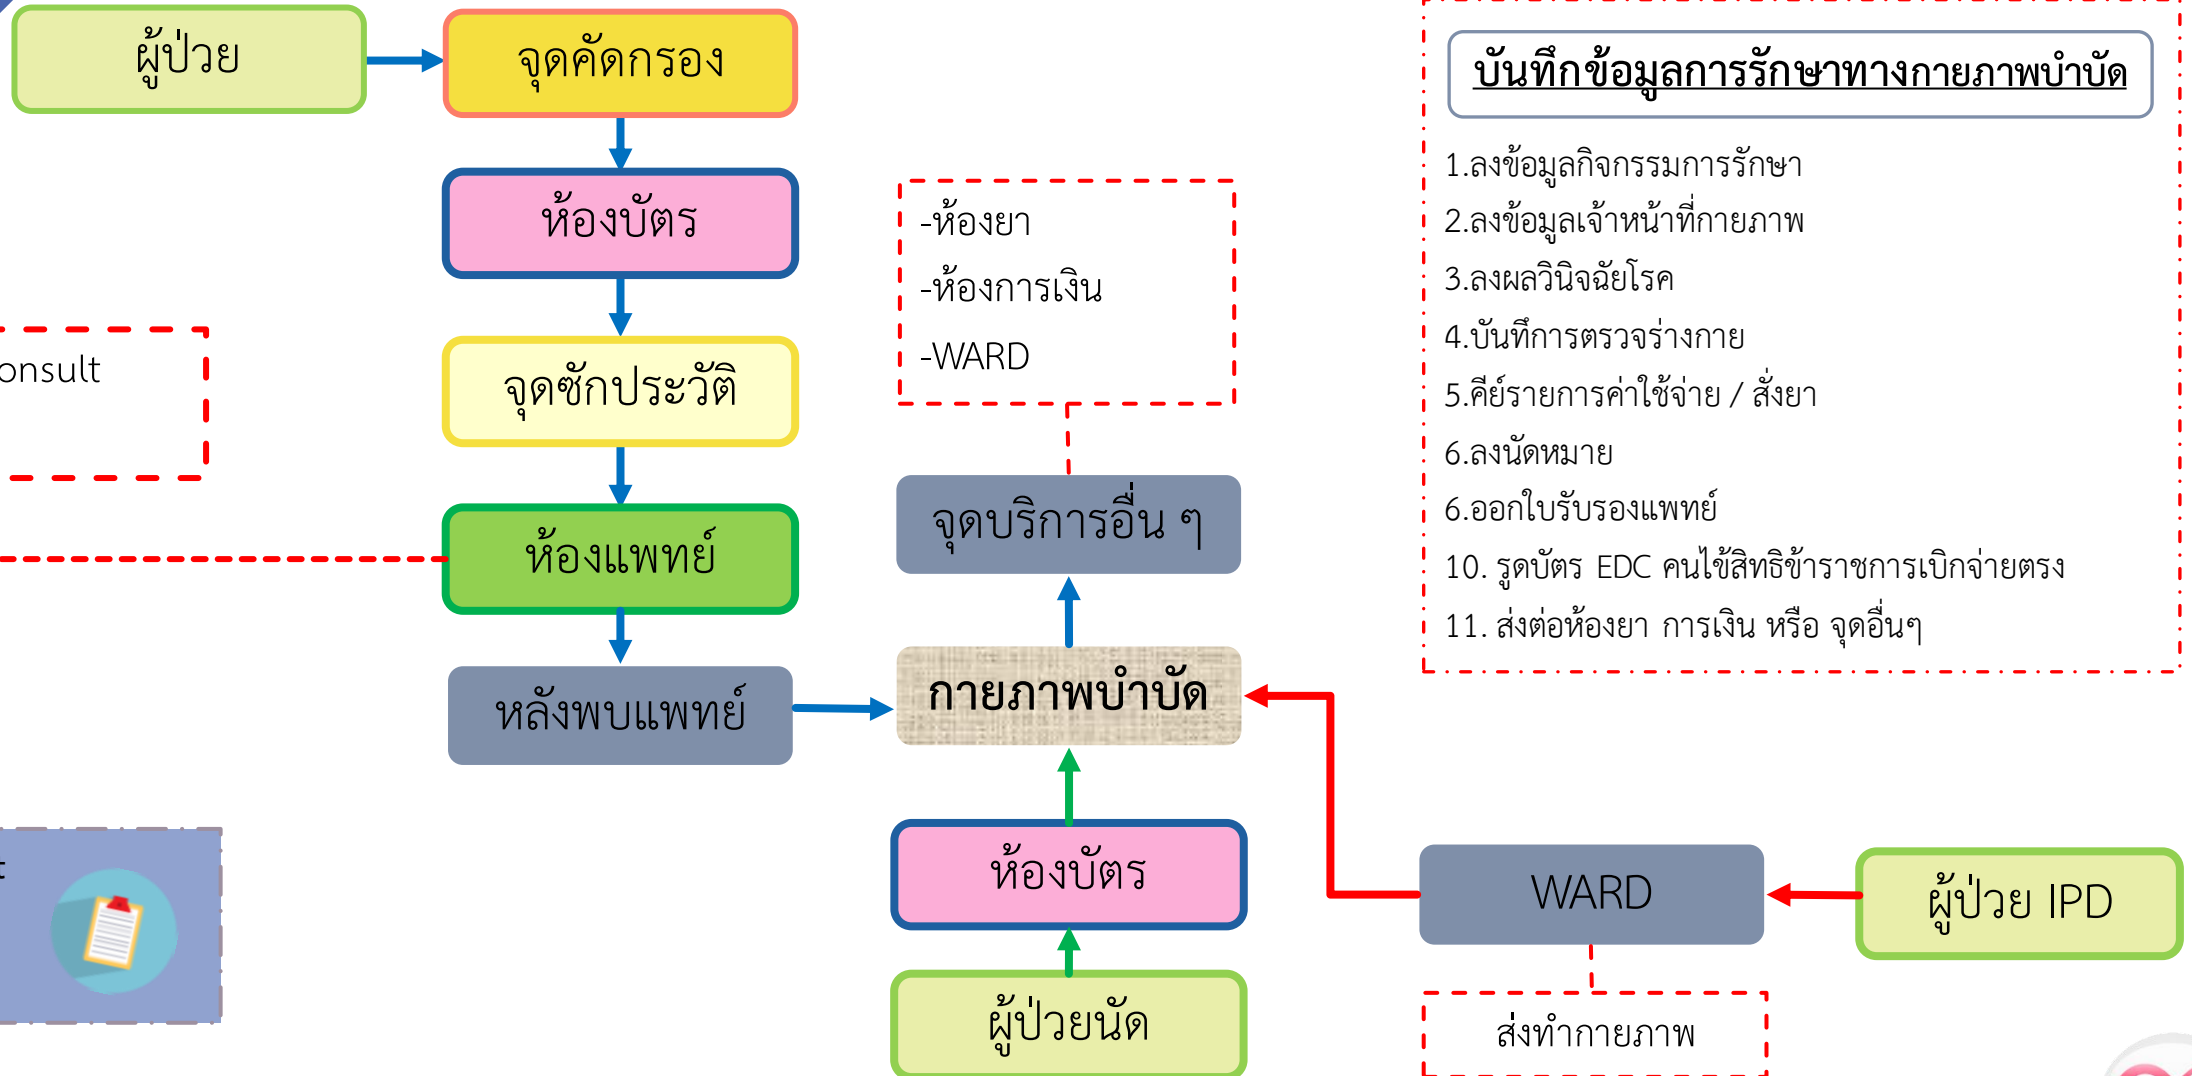 ผู้ป่วย
จุดคัดกรอง
ห้องบัตร
จุดซักประวัติ
ห้องแพทย์
หลังพบแพทย์
-ห้องยา
-ห้องการเงิน
-WARD
จุดบริการอื่น ๆ
กายภาพบำบัด
ห้องบัตร
ผู้ป่วยนัด
บันทึกข้อมูลการรักษาทางกายภาพบำบัด
1.ลงข้อมูลกิจกรรมการรักษา
2.ลงข้อมูลเจ้าหน้าที่กายภาพ
3.ลงผลวินิจฉัยโรค
4.บันทึการตรวจร่างกาย
5.คีย์รายการค่าใช้จ่าย / สั่งยา
6.ลงนัดหมาย
6.ออกใบรับรองแพทย์
10. รูดบัตร EDC คนไข้สิทธิข้าราชการเบิกจ่ายตรง
11. ส่งต่อห้องยา การเงิน หรือ จุดอื่นๆ
WARD
ผู้ป่วย IPD
ส่งทำกายภาพ